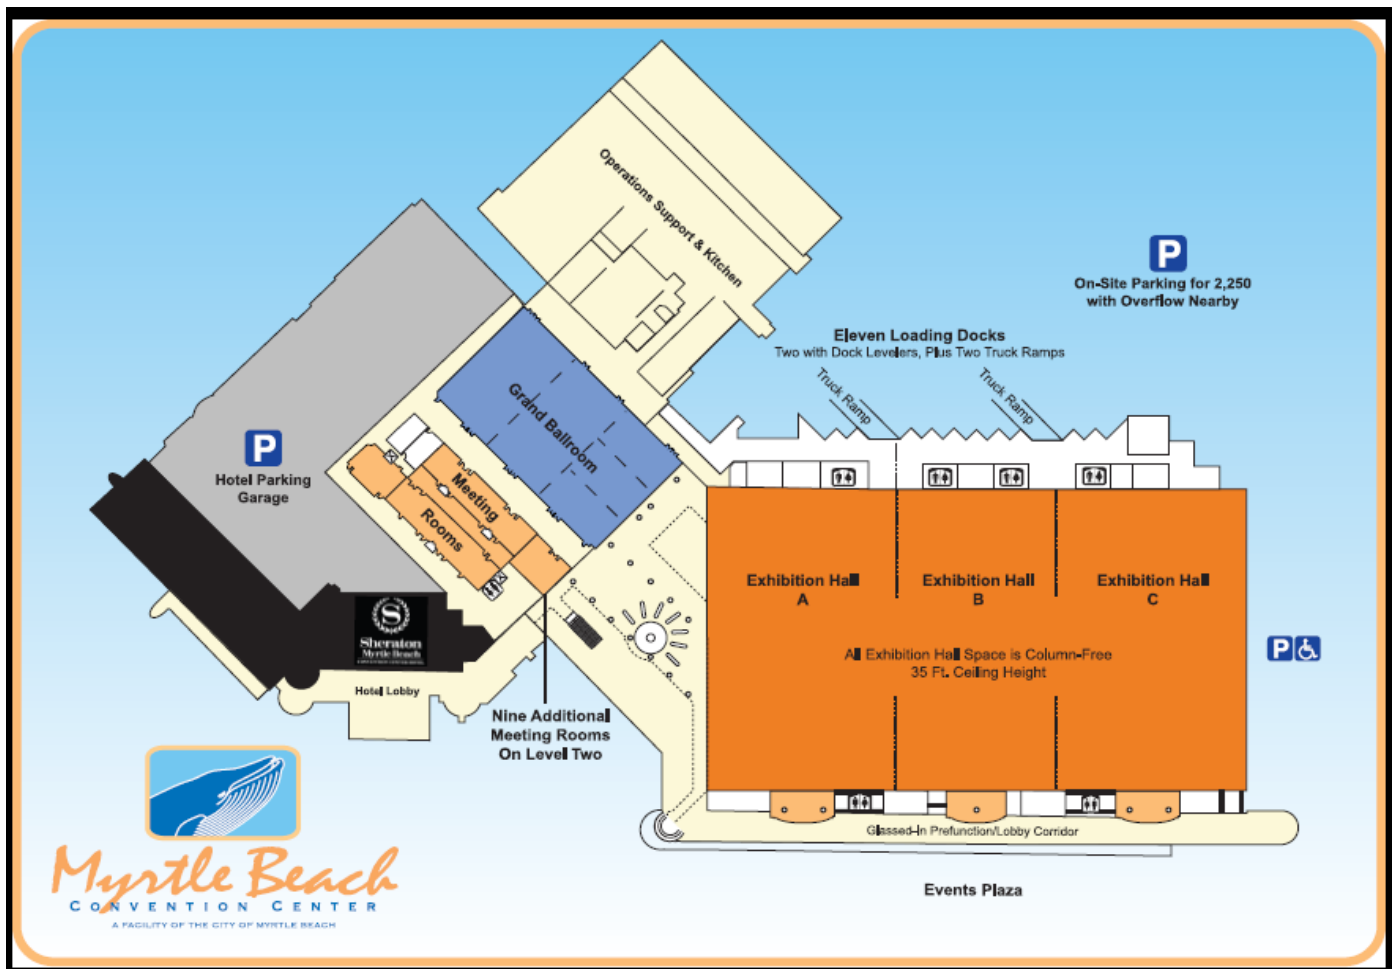 Operations Support & Kitchen
P
On-Site Parking for 2,250
with Overflow Nearby
Eleven Loading Docks
Two with Dock Levelers, Plus Two Truck Ramps
Truck Ramp
Truck Ramp
Grand Ballroom
P
Hotel Parking
Garage
Meeting
Rooms
Exhibition Hall
A
Exhibition Hall
B
Exhibition Hall
C
All Exhibition Hall Space is Column-Free
35 Ft. Ceiling Height
P
S
Sheraton
Myrtle Beach
Hotel Lobby
Nine Additional
Meeting Rooms
On Level Two
Glassed-In Prefunction/Lobby Corridor
Events Plaza
Myrtle Beach
CONVENTION CENTER
A FACILITY OF THE CITY OF MYRTLE BEACH